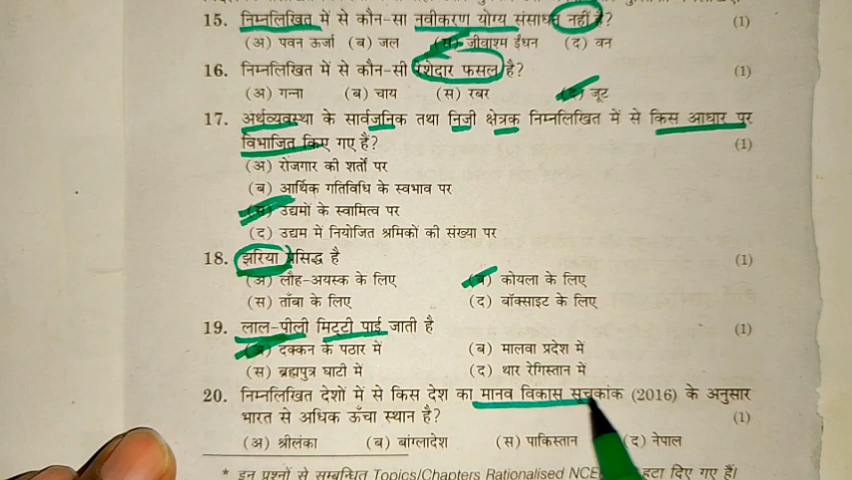 15. निम्नलिखित में से कौन-सा नवीकरण योग्य संसाधन नहीं है? (1)
(अ) पवन ऊर्जा (ब) जल (स) जीवाश्म ईंधन (द) वन
16. निम्नलिखित में से कौन-सी रेशेदार फसल है? (1)
(अ) गन्ना (ब) चाय (स) रबर (द) जूट
17. अर्थव्यवस्था के सार्वजनिक तथा निजी क्षेत्रक निम्नलिखित में से किस आधार पर
विभाजित किए गए हैं? (1)
(अ) रोजगार की शर्तों पर
(ब) आर्थिक गतिविधि के स्वभाव पर
(स) उद्यमों के स्वामित्व पर
(द) उद्यम में नियोजित श्रमिकों की संख्या पर
18. झरिया प्रसिद्ध है (1)
(अ) लौह-अयस्क के लिए (ब) कोयला के लिए
(स) ताँबा के लिए (द) बॉक्साइट के लिए
19. लाल-पीली मिट्टी पाई जाती है (1)
(अ) दक्कन के पठार में (ब) मालवा प्रदेश में
(स) ब्रह्मपुत्र घाटी में (द) थार रेगिस्तान में
20. निम्नलिखित देशों में से किस देश का मानव विकास सूचकांक (2016) के अनुसार
भारत से अधिक ऊँचा स्थान है? (1)
(अ) श्रीलंका (ब) बांग्लादेश (स) पाकिस्तान (द) नेपाल
* इन प्रश्नों से सम्बन्धित Topics/Chapters Rationalised हटा दिए गए हैं।